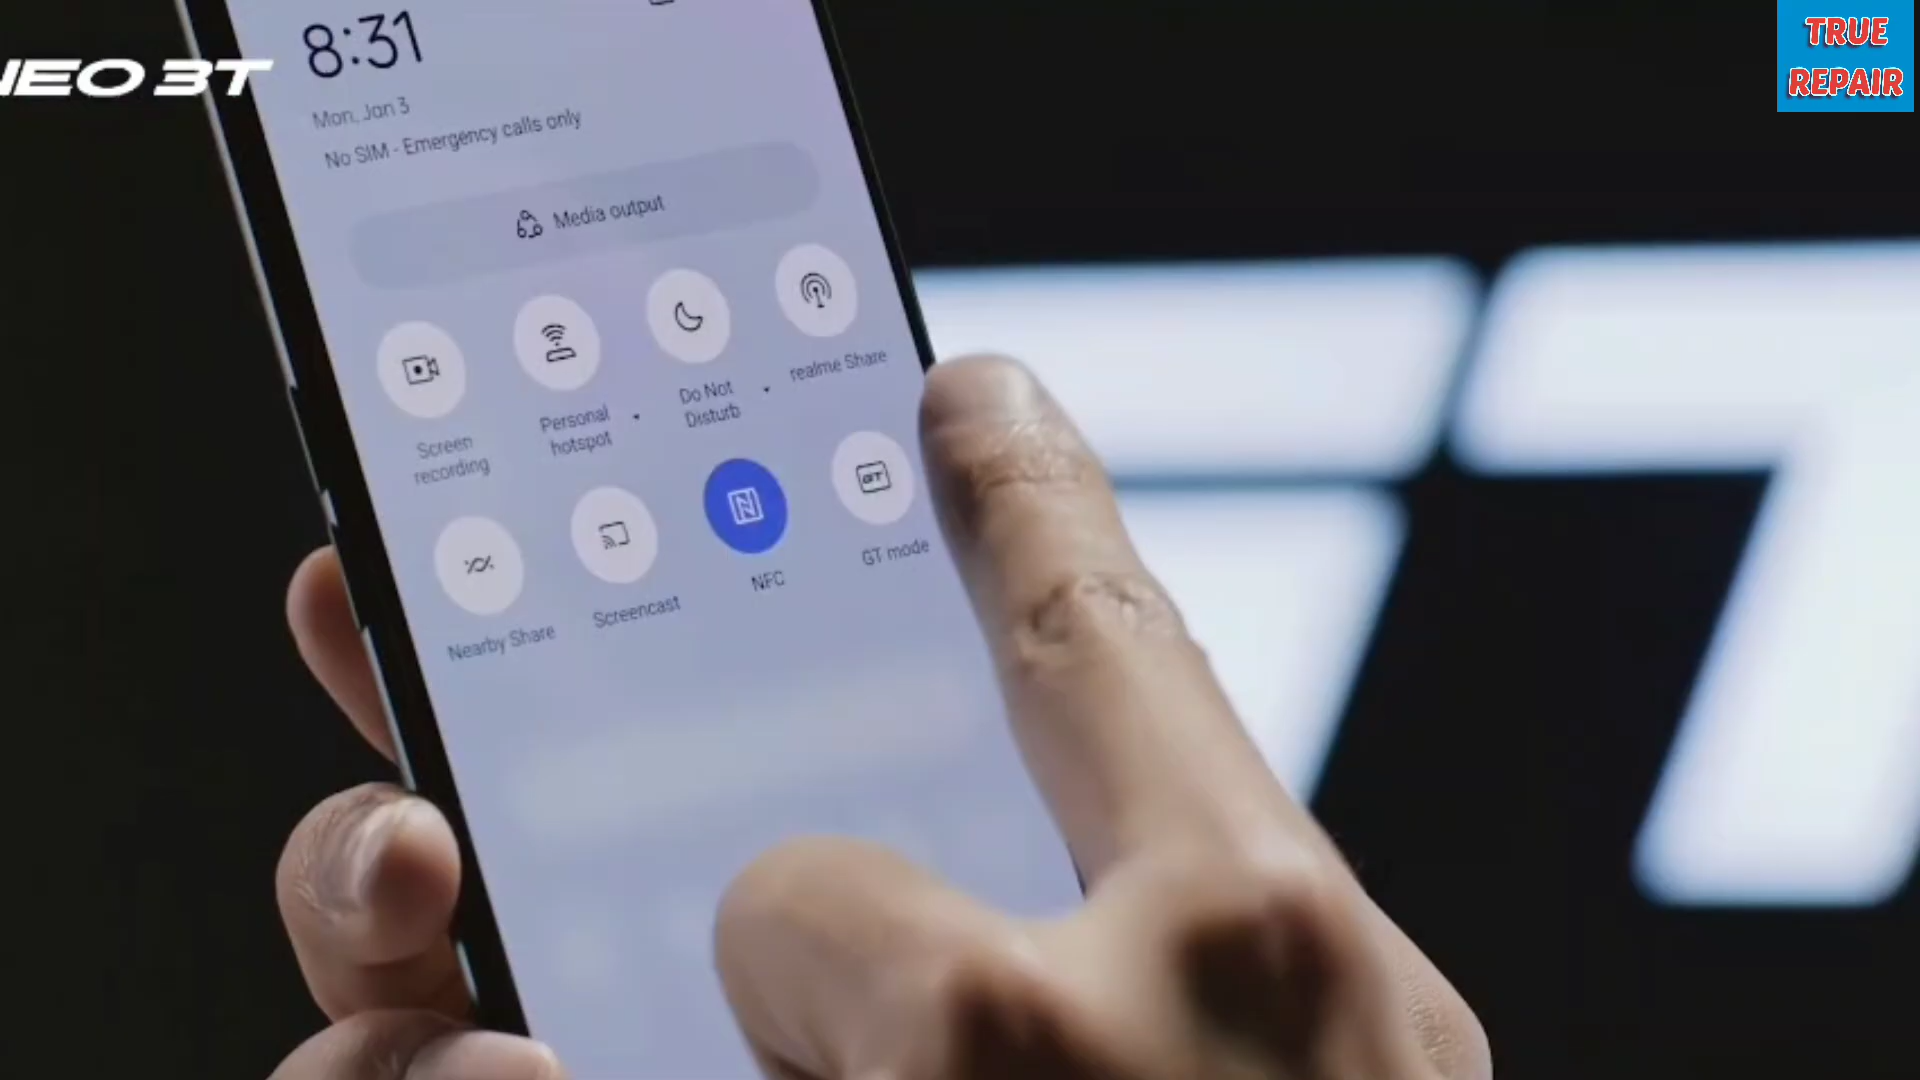 NEO 3T
8:31
Mon, Jan 3
No SIM - Emergency calls only
Media output
Screen
recording
Personal
hotspot
Do Not
Disturb
realme Share
Nearby Share
Screencast
NFC
GT
GT mode
TRUE
REPAIR